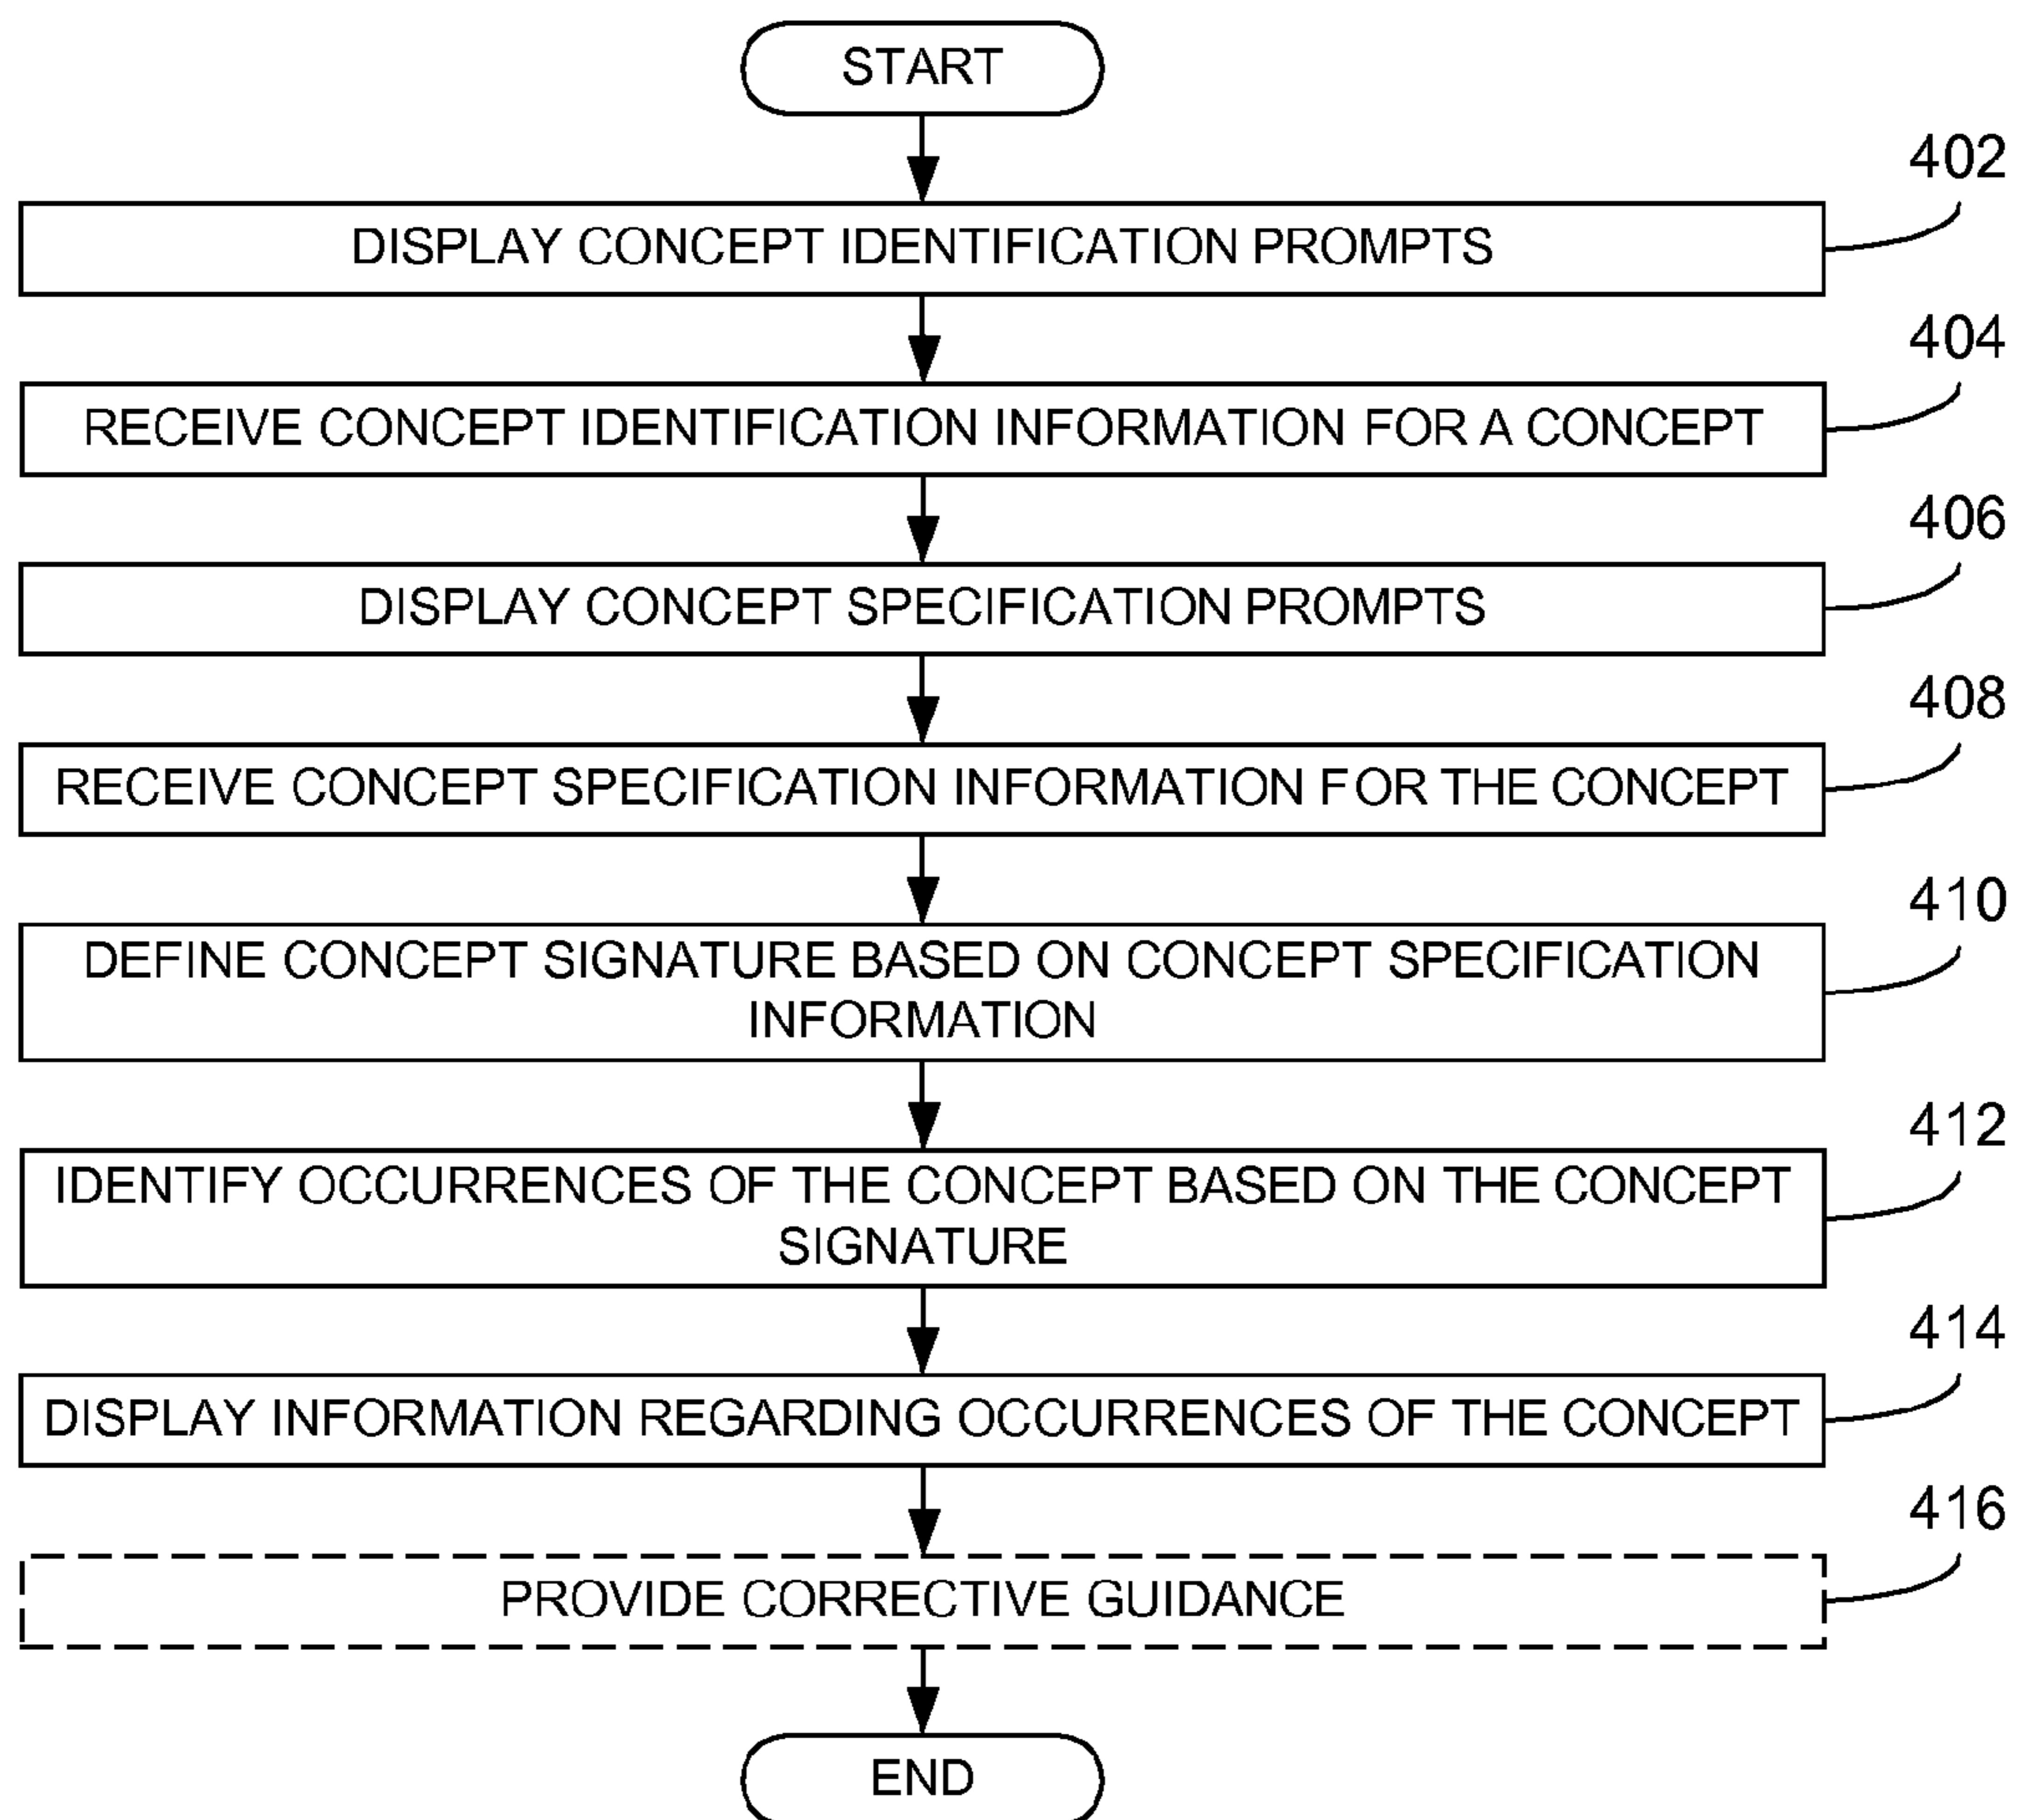 START
402
DISPLAY CONCEPT IDENTIFICATION PROMPTS
404
RECEIVE CONCEPT IDENTIFICATION INFORMATION FOR A CONCEPT
406
DISPLAY CONCEPT SPECIFICATION PROMPTS
408
RECEIVE CONCEPT SPECIFICATION INFORMATION FOR THE CONCEPT
410
DEFINE CONCEPT SIGNATURE BASED ON CONCEPT SPECIFICATION
INFORMATION
412
IDENTIFY OCCURRENCES OF THE CONCEPT BASED ON THE CONCEPT
SIGNATURE
414
DISPLAY INFORMATION REGARDING OCCURRENCES OF THE CONCEPT
416
PROVIDE CORRECTIVE GUIDANCE
END